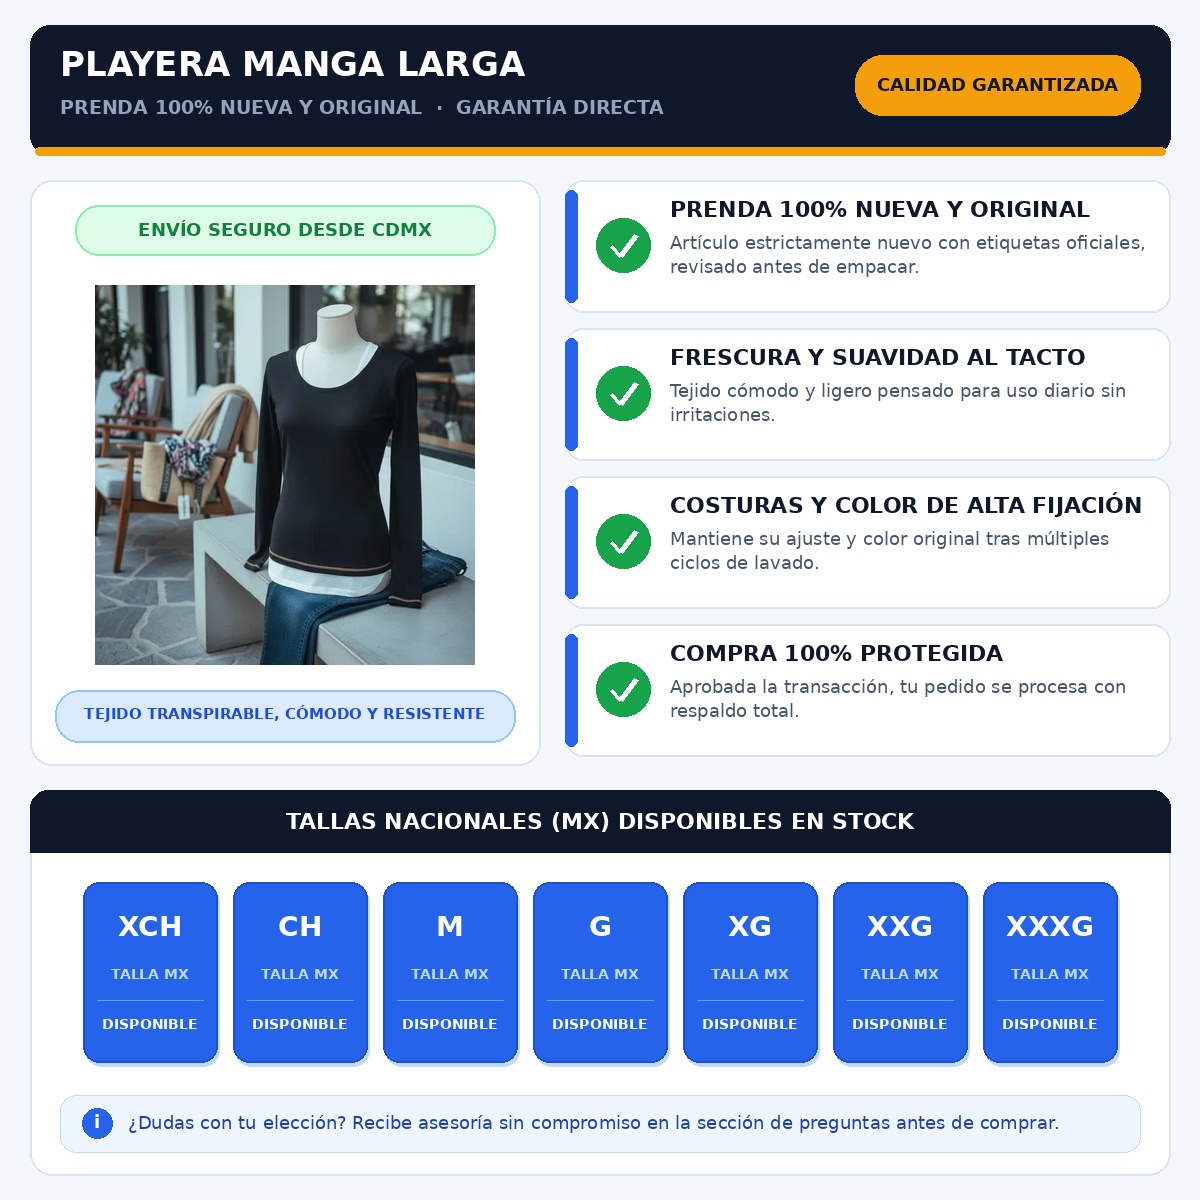 PLAYERA MANGA LARGA
PRENDA 100% NUEVA Y ORIGINAL · GARANTÍA DIRECTA
CALIDAD GARANTIZADA
ENVÍO SEGURO DESDE CDMX
TEJIDO TRANSPIRABLE, CÓMODO Y RESISTENTE
PRENDA 100% NUEVA Y ORIGINAL
Artículo estrictamente nuevo con etiquetas oficiales,
revisado antes de empacar.
FRESCURA Y SUAVIDAD AL TACTO
Tejido cómodo y ligero pensado para uso diario sin
irritaciones.
COSTURAS Y COLOR DE ALTA FIJACIÓN
Mantiene su ajuste y color original tras múltiples
ciclos de lavado.
COMPRA 100% PROTEGIDA
Aprobada la transacción, tu pedido se procesa con
respaldo total.
TALLAS NACIONALES (MX) DISPONIBLES EN STOCK
XCH
TALLA MX
DISPONIBLE
CH
TALLA MX
DISPONIBLE
M
TALLA MX
DISPONIBLE
G
TALLA MX
DISPONIBLE
XG
TALLA MX
DISPONIBLE
XXG
TALLA MX
DISPONIBLE
XXXG
TALLA MX
DISPONIBLE
i ¿Dudas con tu elección? Recibe asesoría sin compromiso en la sección de preguntas antes de comprar.